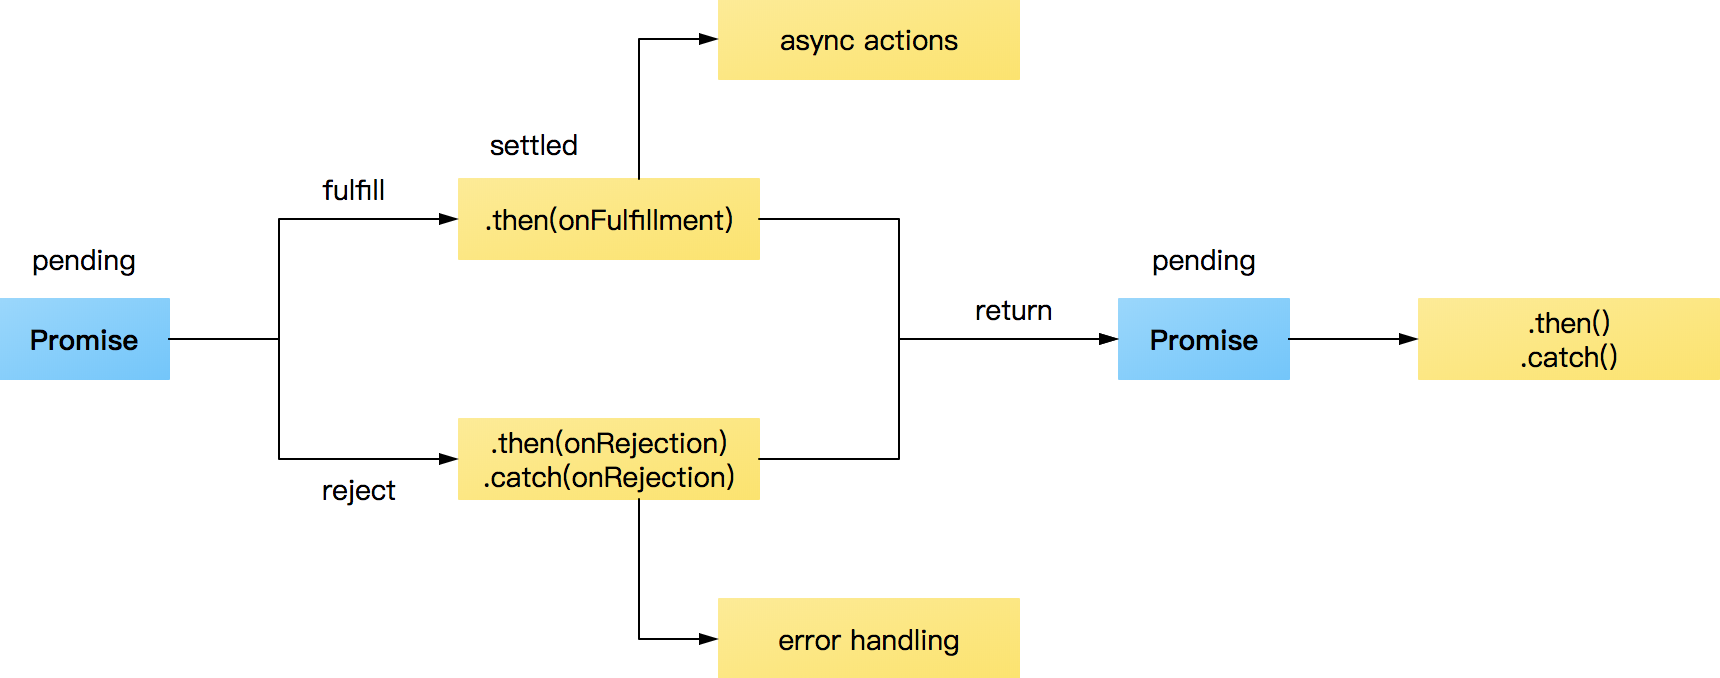 async actions
settled
fulfill
.then(onFulfillment)
pending
Promise
reject
.then(onRejection)
.catch(onRejection)
error handling
return
pending
Promise
.then()
.catch()